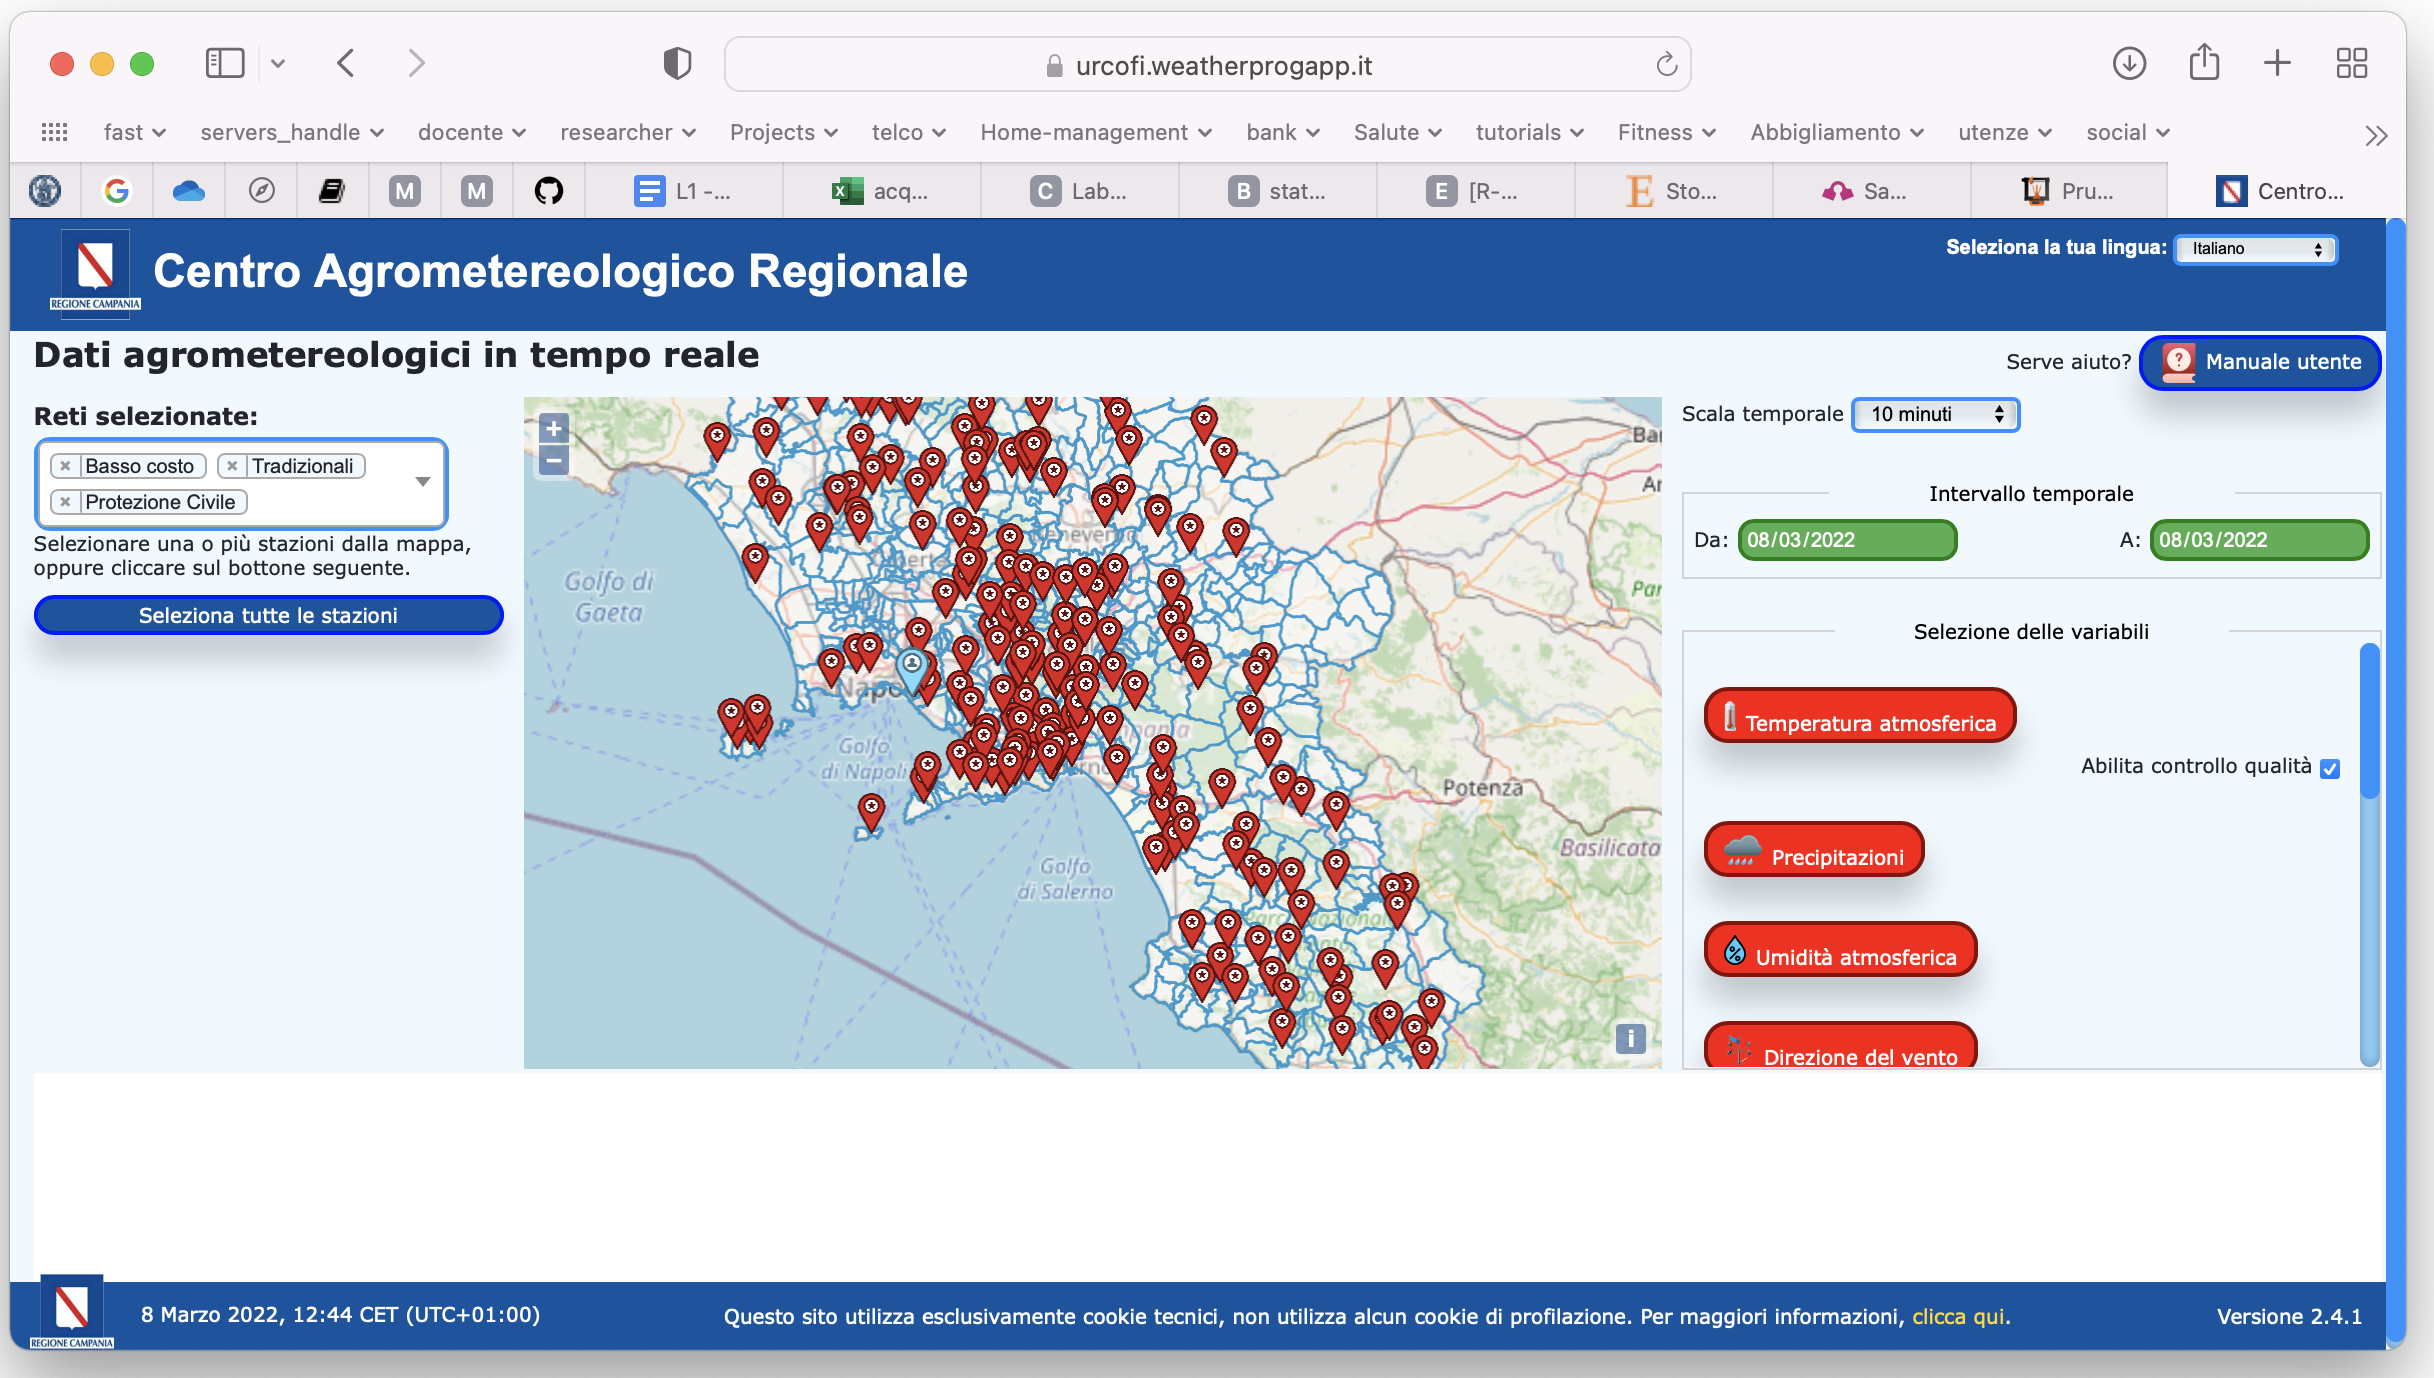 urcofi.weatherprogapp.it
fast
servers_handle
docente
researcher
Projects
telco
Home-management
bank
Salute
tutorials
Fitness
Abbigliamento
utenze
social
G
M
M
L1 -...
acq...
C Lab...
B stat...
E [R-...
E Sto...
Sa...
Pru...
Centro...
REGIONE CAMPANIA
Centro Agrometereologico Regionale
Seleziona la tua lingua: Italiano
Dati agrometereologici in tempo reale
Serve aiuto? Manuale utente
Reti selezionate:
× Basso costo × Tradizionali
× Protezione Civile
Selezionare una o più stazioni dalla mappa,
oppure cliccare sul bottone seguente.
Seleziona tutte le stazioni
+
−
Golfo di
Gaeta
Golfo
di Napoli
Golfo
di Salerno
Potenza
Basilicata
i
Scala temporale 10 minuti
Intervallo temporale
Da: 08/03/2022 A: 08/03/2022
Selezione delle variabili
Temperatura atmosferica
Abilita controllo qualità
Precipitazioni
Umidità atmosferica
Direzione del vento
REGIONE CAMPANIA
8 Marzo 2022, 12:44 CET (UTC+01:00)
Questo sito utilizza esclusivamente cookie tecnici, non utilizza alcun cookie di profilazione. Per maggiori informazioni, clicca qui.
Versione 2.4.1